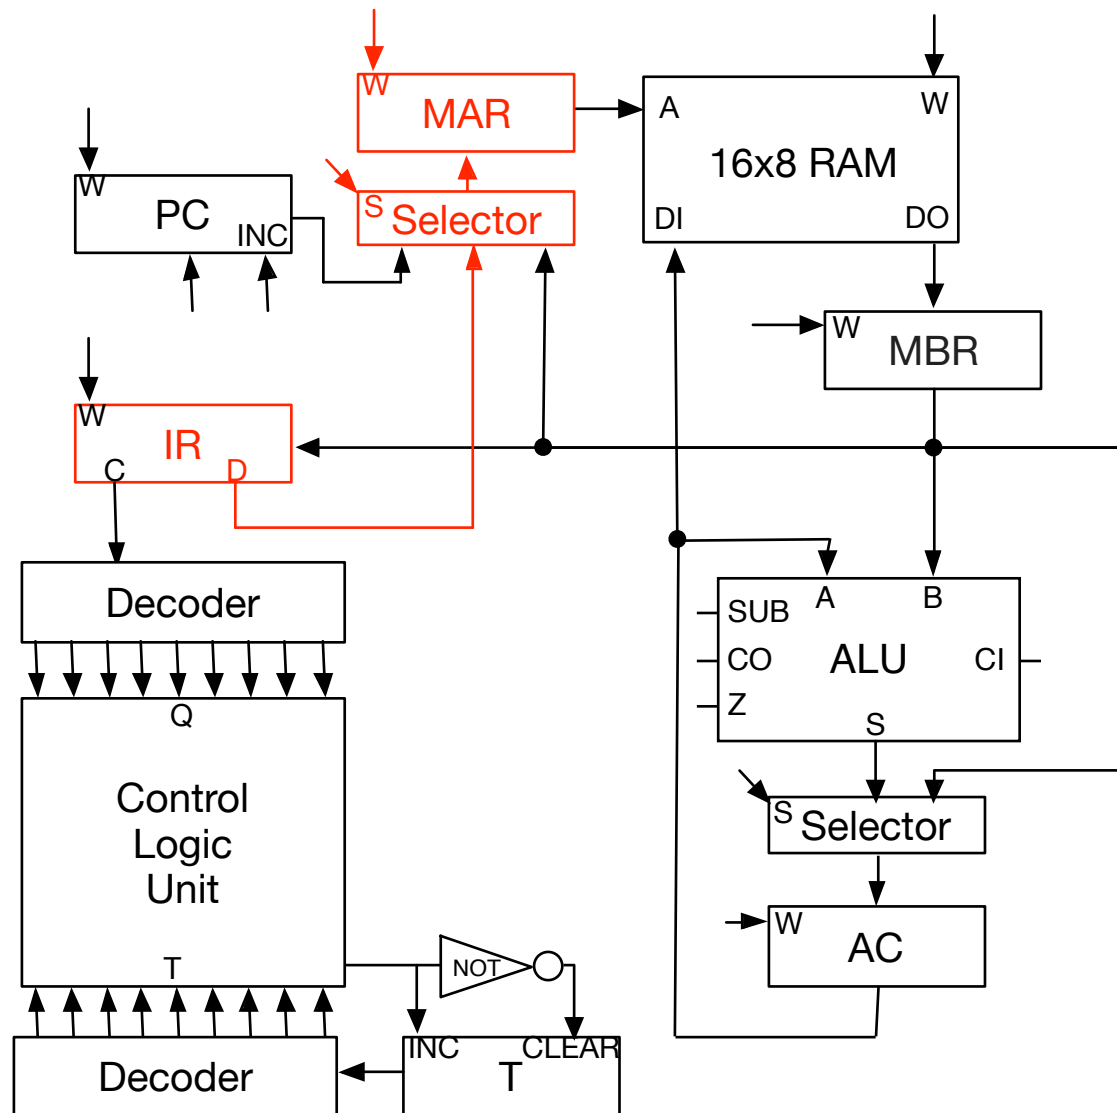 W
MAR
S
Selector
A
W
16x8 RAM
DI
DO
W
PC
INC
W
MBR
W
IR
C
D
Decoder
Q
Control
Logic
Unit
T
Decoder
NOT
INC
CLEAR
T
A
B
SUB
CO
ALU
CI
Z
S
S
Selector
W
AC